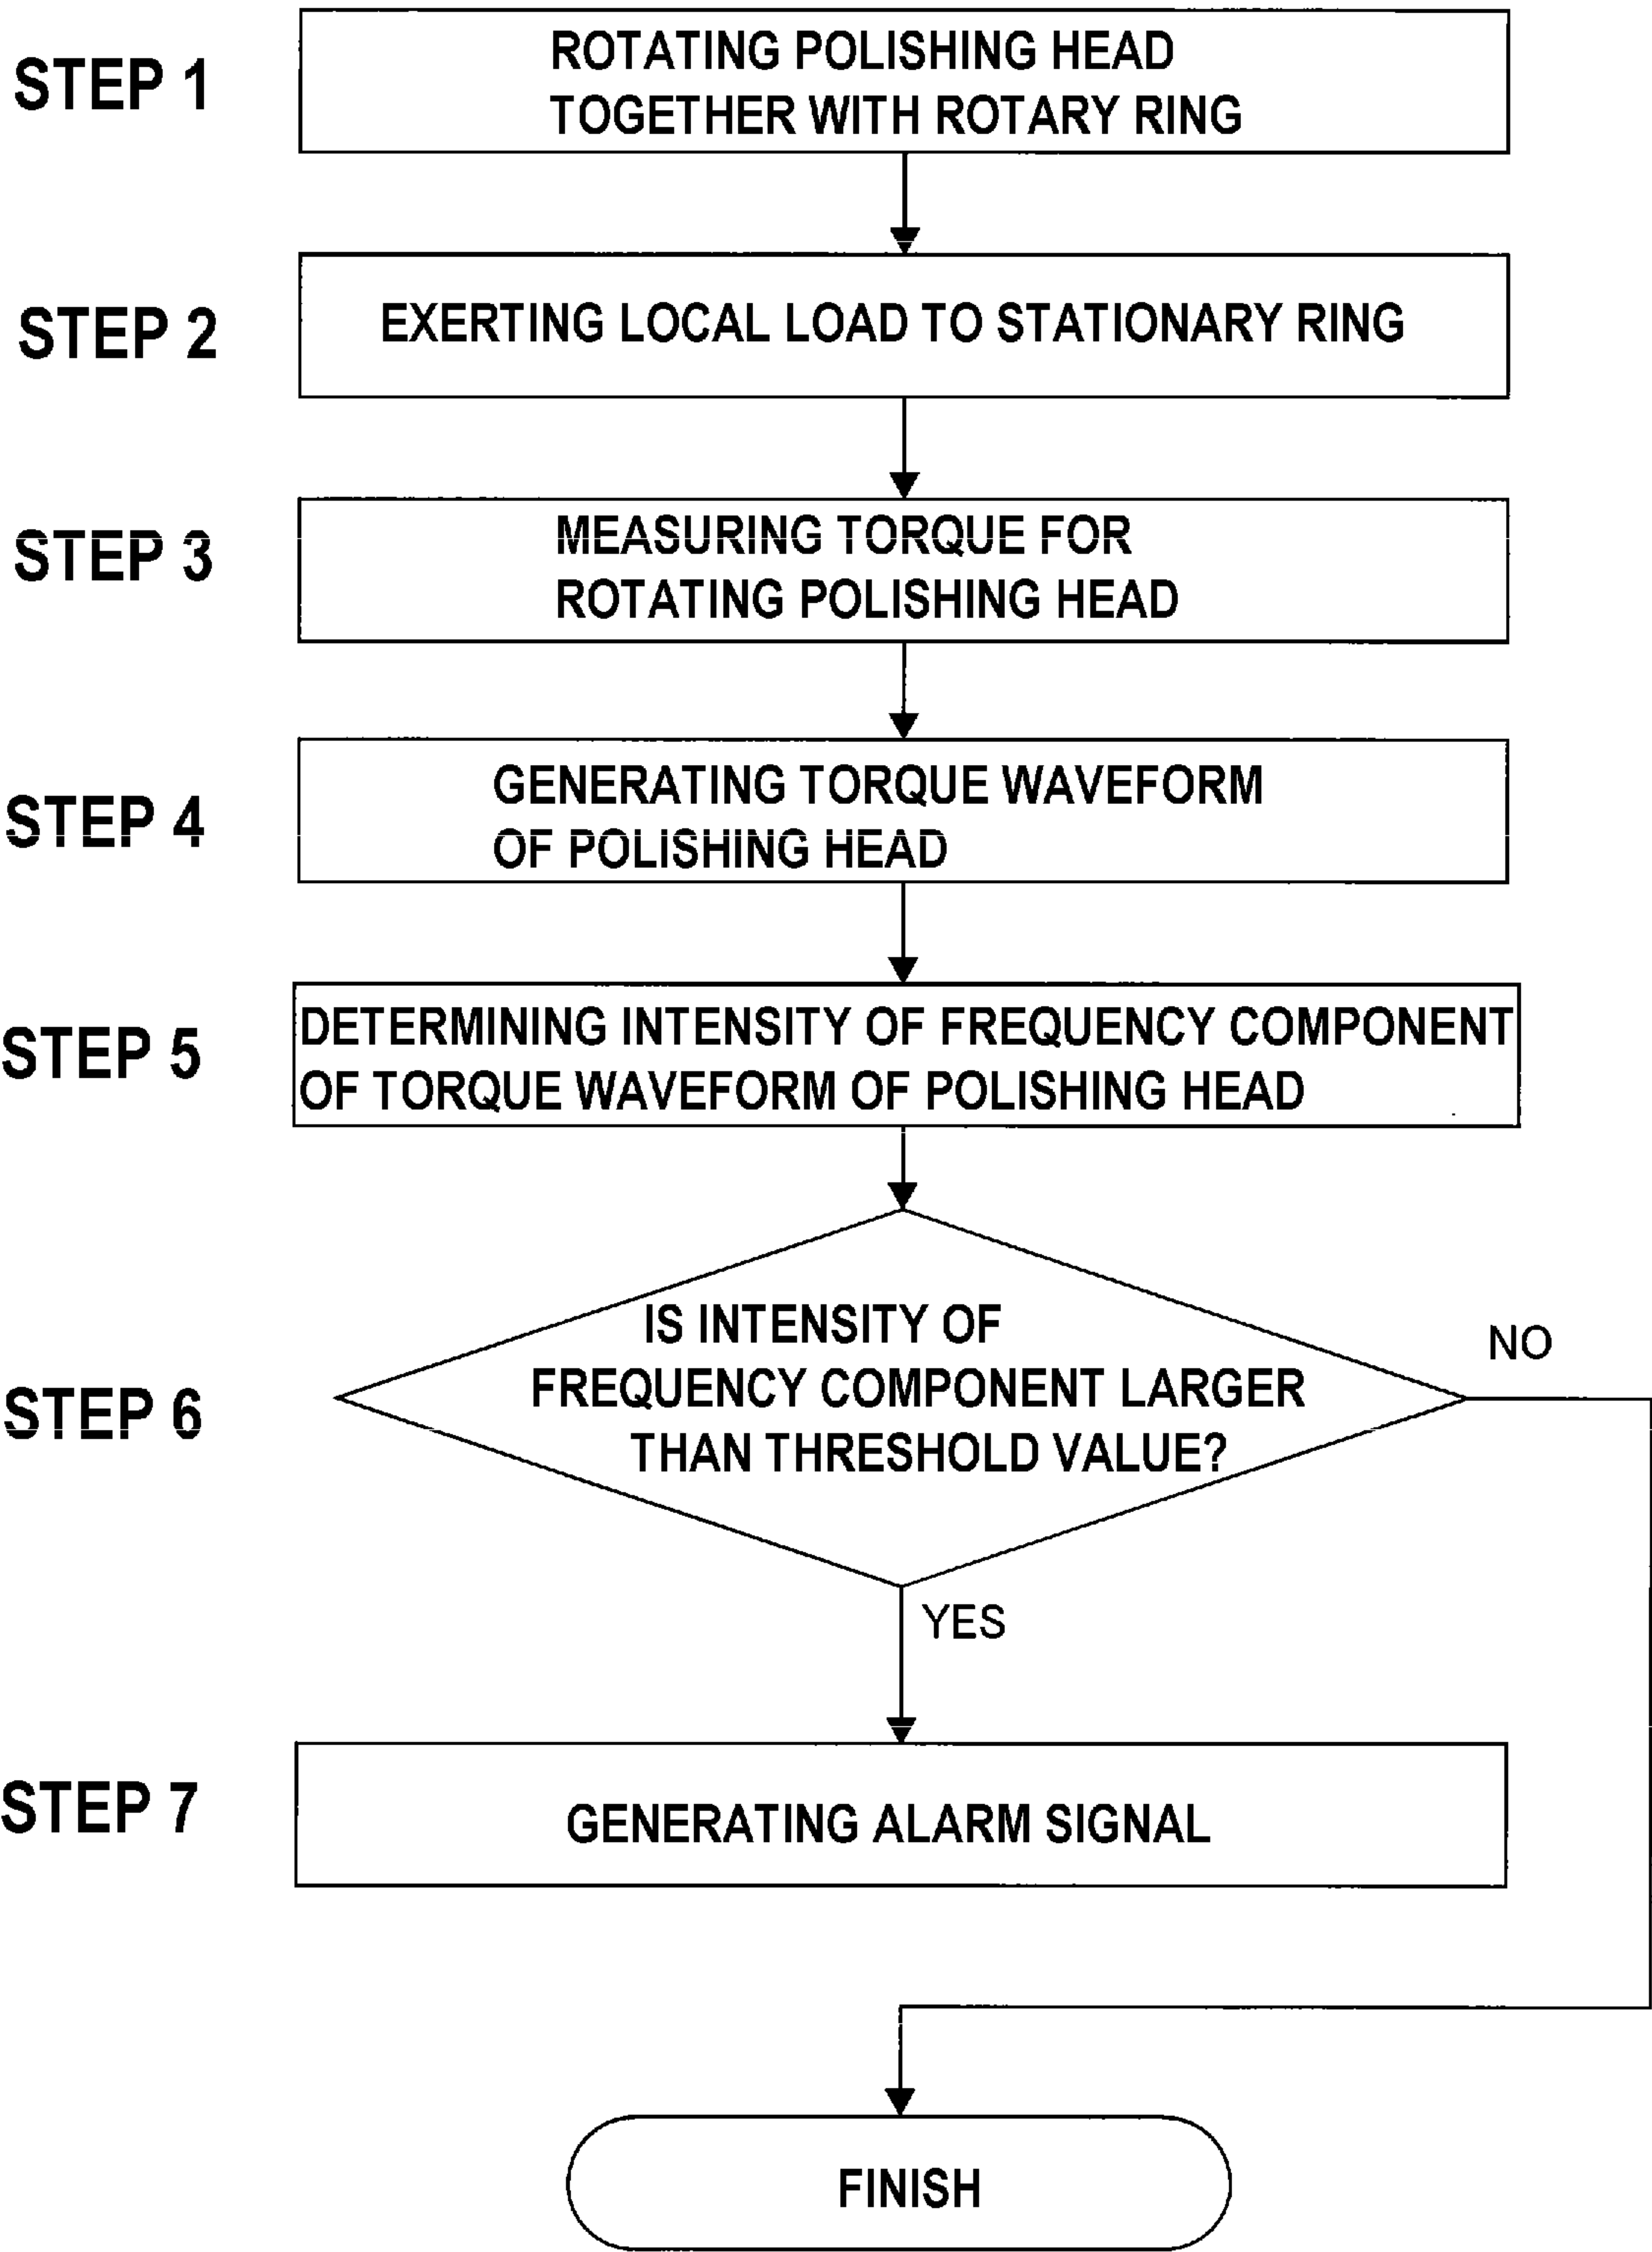 STEP 1
ROTATING POLISHING HEAD
TOGETHER WITH ROTARY RING
STEP 2
EXERTING LOCAL LOAD TO STATIONARY RING
STEP 3
MEASURING TORQUE FOR
ROTATING POLISHING HEAD
STEP 4
GENERATING TORQUE WAVEFORM
OF POLISHING HEAD
STEP 5
DETERMINING INTENSITY OF FREQUENCY COMPONENT
OF TORQUE WAVEFORM OF POLISHING HEAD
STEP 6
IS INTENSITY OF
FREQUENCY COMPONENT LARGER
THAN THRESHOLD VALUE?
NO
YES
STEP 7
GENERATING ALARM SIGNAL
FINISH